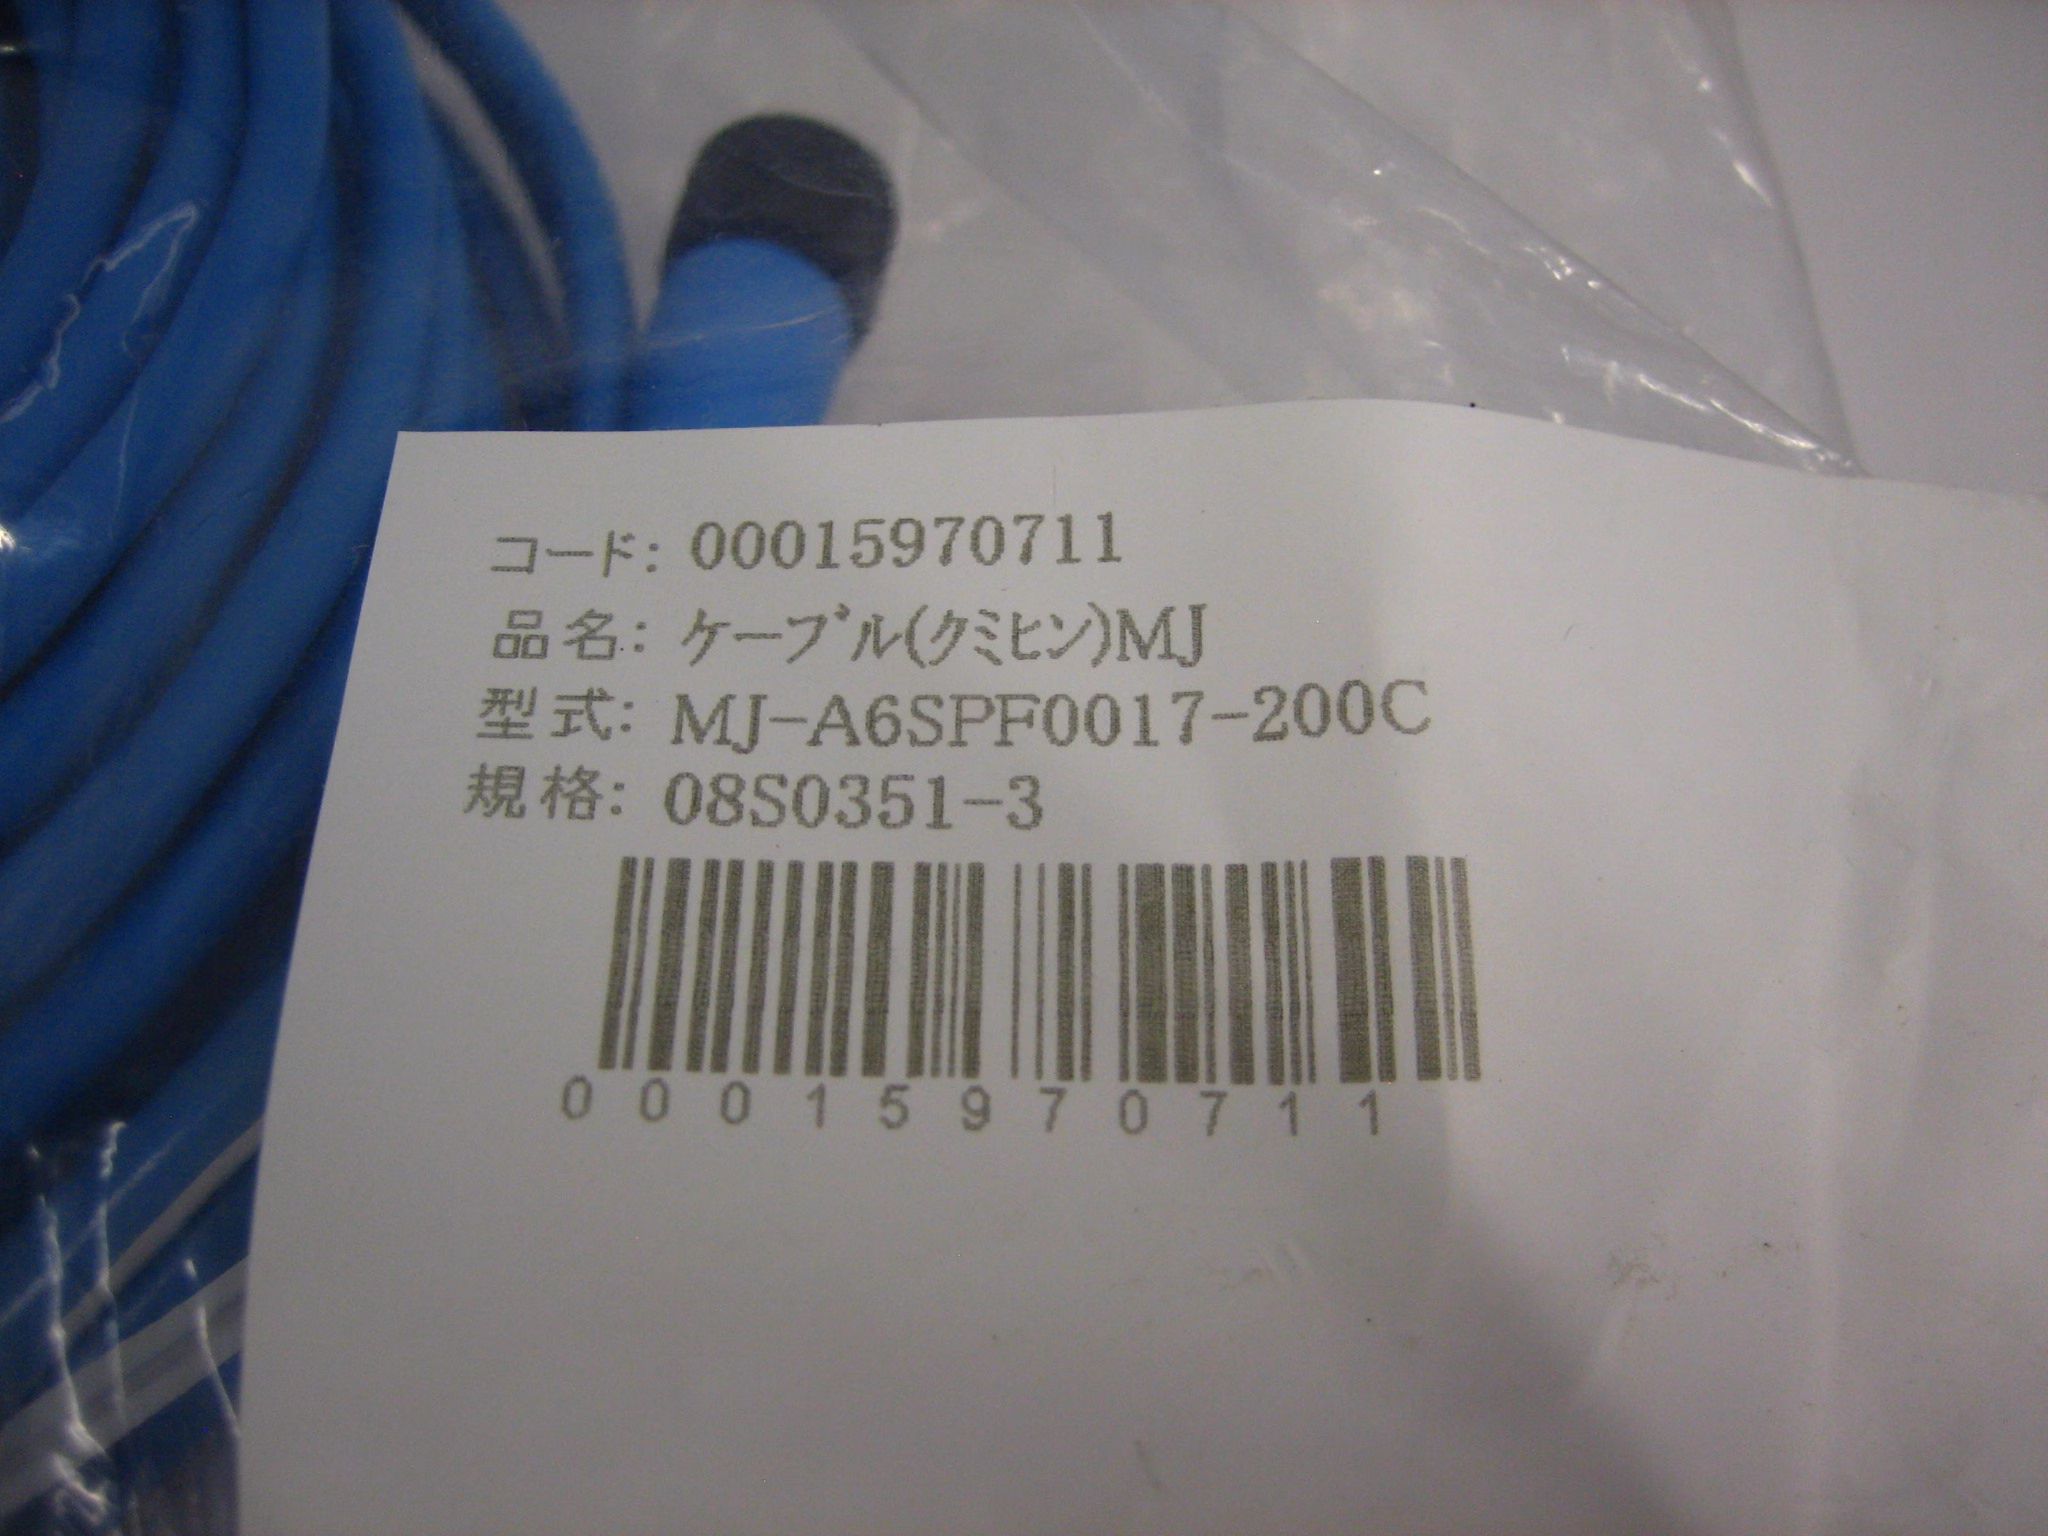 コード: 00015970711
品名: ケーブル(クミヒン)MJ
型式: MJ-A6SPF0017-200C
規格: 08S0351-3
00015970711